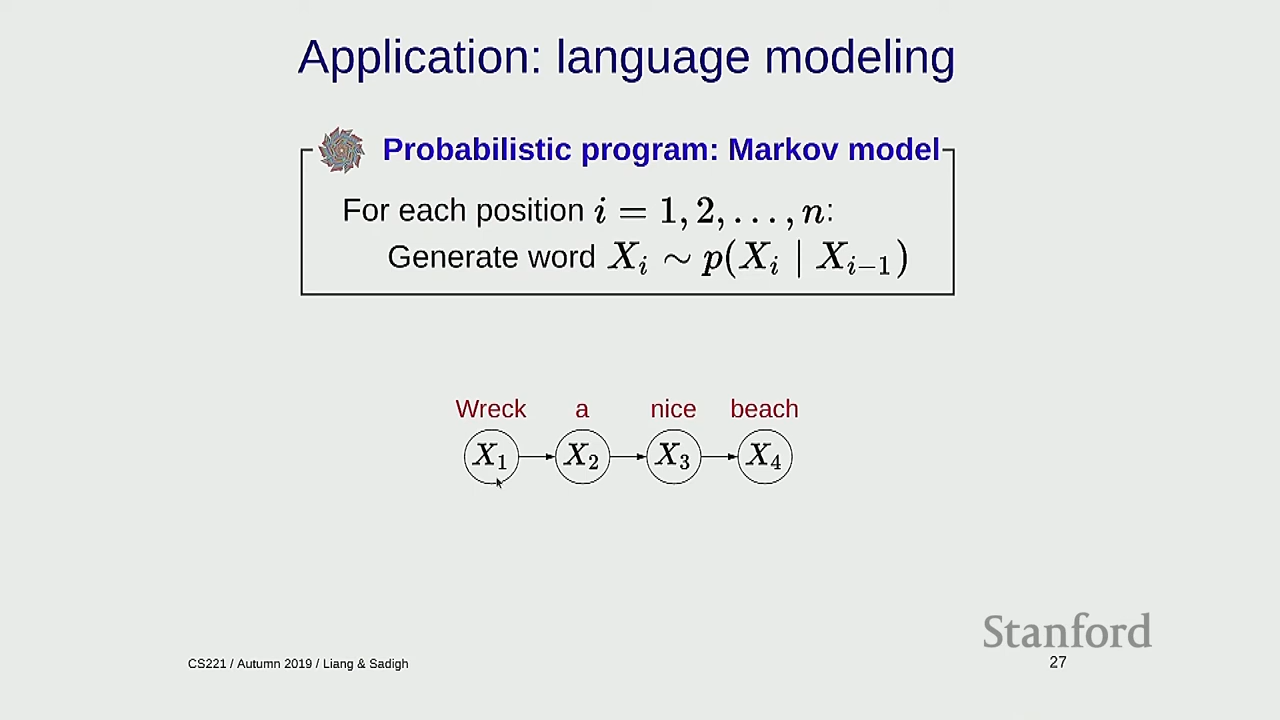 Application: language modeling
Probabilistic program: Markov model
For each position i = 1, 2, . . . , n:
Generate word X_i ∼ p(X_i | X_{i−1})
Wreck a nice beach
X_1 X_2 X_3 X_4
Stanford
CS221 / Autumn 2019 / Liang & Sadigh 27